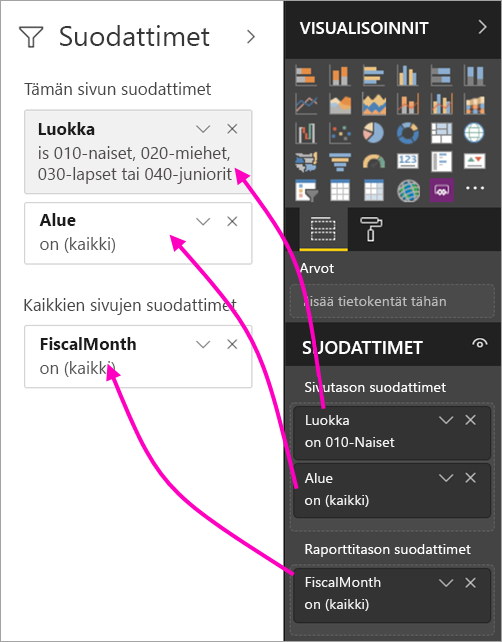 Suodattimet
Tämän sivun suodattimet
Luokka
is 010-naiset, 020-miehet,
030-lapset tai 040-juniorit
Alue
on (kaikki)
Kaikkien sivujen suodattimet
FiscalMonth
on (kaikki)
VISUALISOINNIT
Arvot
Lisää tietokentät tähän
SUODATTIMET
Sivutason suodattimet
Luokka
on 010-Naiset
Alue
on (kaikki)
Raporttitason suodattimet
FiscalMonth
on (kaikki)